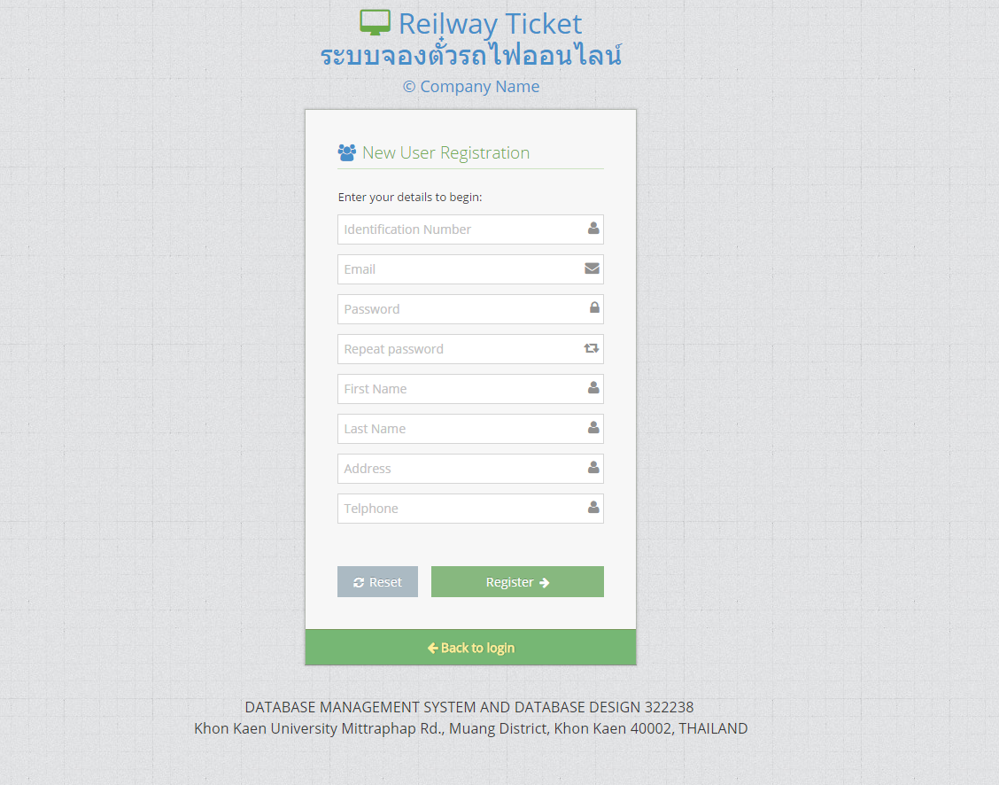 Reilway Ticket
ระบบจองตั๋วรถไฟออนไลน์
© Company Name
New User Registration
Enter your details to begin:
Identification Number
Email
Password
Repeat password
First Name
Last Name
Address
Telphone
Reset Register
Back to login
DATABASE MANAGEMENT SYSTEM AND DATABASE DESIGN 322238
Khon Kaen University Mittraphap Rd., Muang District, Khon Kaen 40002, THAILAND